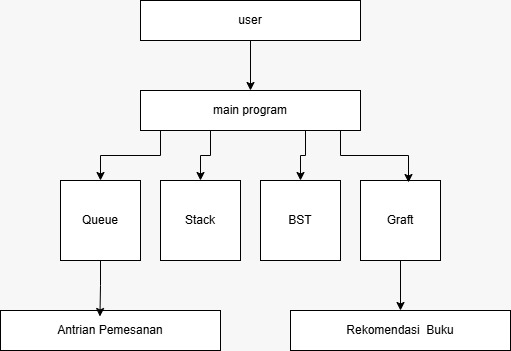 user
main program
Queue
Stack
BST
Graft
Antrian Pemesanan
Rekomendasi Buku